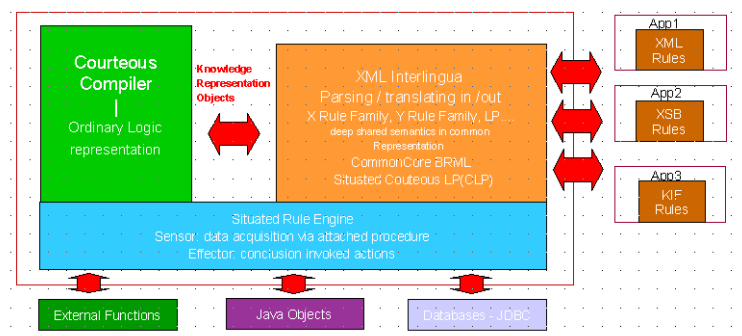 Courteous
Compiler
|
Ordinary Logic
representation
Knowledge
Representation
Objects
XML Interlingua
Parsing / translating in /out
X Rule Family, Y Rule Family, LP....
deep shared semantics in common
Representation
CommonCore BRML
Situated Couteous LP(CLP)
App1
XML
Rules
App2
XSB
Rules
App3
KIF
Rules
Situated Rule Engine
Sensor: data acquisition via attached procedure
Effector: conclusion invoked actions
External Functions
Java Objects
Databases - JDBC